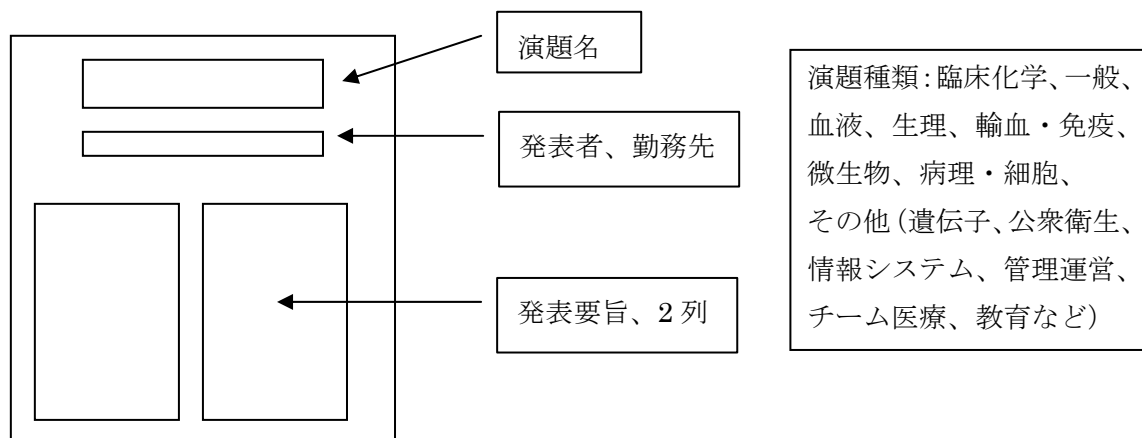 演題名
発表者、勤務先
発表要旨、2 列
演題種類:臨床化学、一般、
血液、生理、輸血・免疫、
微生物、病理・細胞、
その他(遺伝子、公衆衛生、
情報システム、管理運営、
チーム医療、教育など)